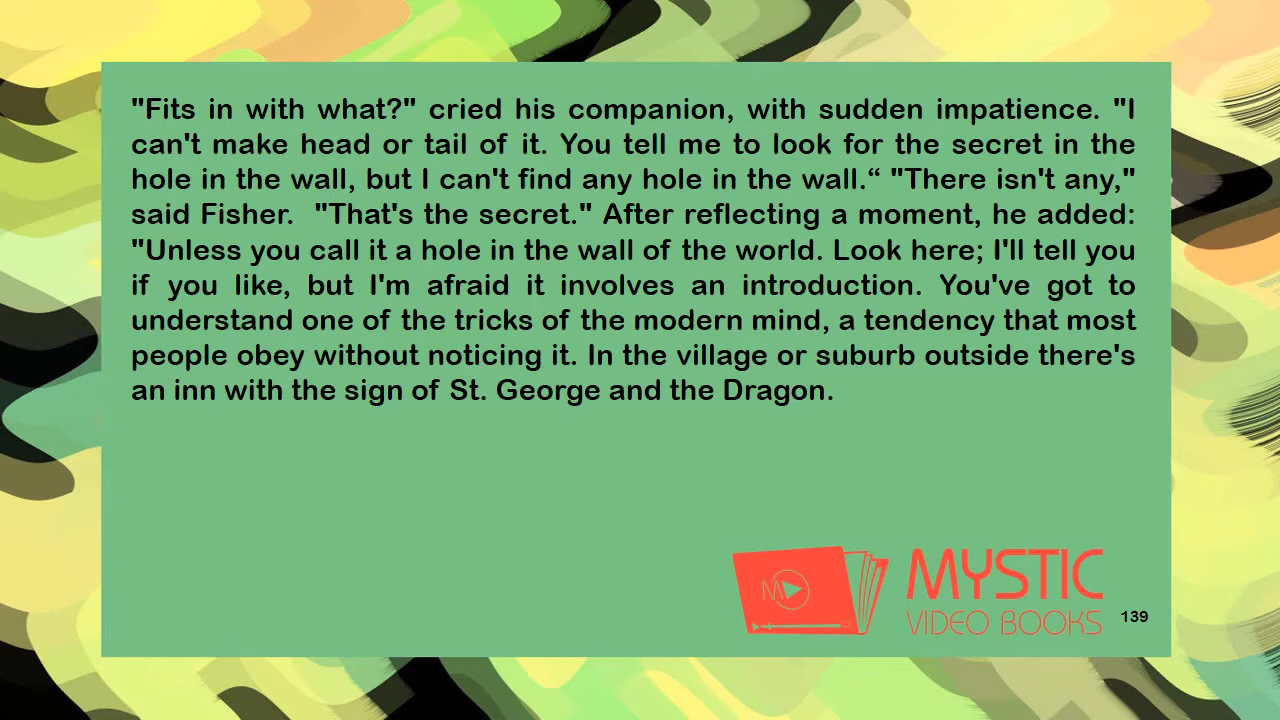 "Fits in with what?" cried his companion, with sudden impatience. "I
can't make head or tail of it. You tell me to look for the secret in the
hole in the wall, but I can't find any hole in the wall.“ "There isn't any,"
said Fisher.  "That's the secret." After reflecting a moment, he added:
"Unless you call it a hole in the wall of the world. Look here; I'll tell you
if you like, but I'm afraid it involves an introduction. You've got to
understand one of the tricks of the modern mind, a tendency that most
people obey without noticing it. In the village or suburb outside there's
an inn with the sign of St. George and the Dragon.
M
MYSTIC
VIDEO BOOKS
139